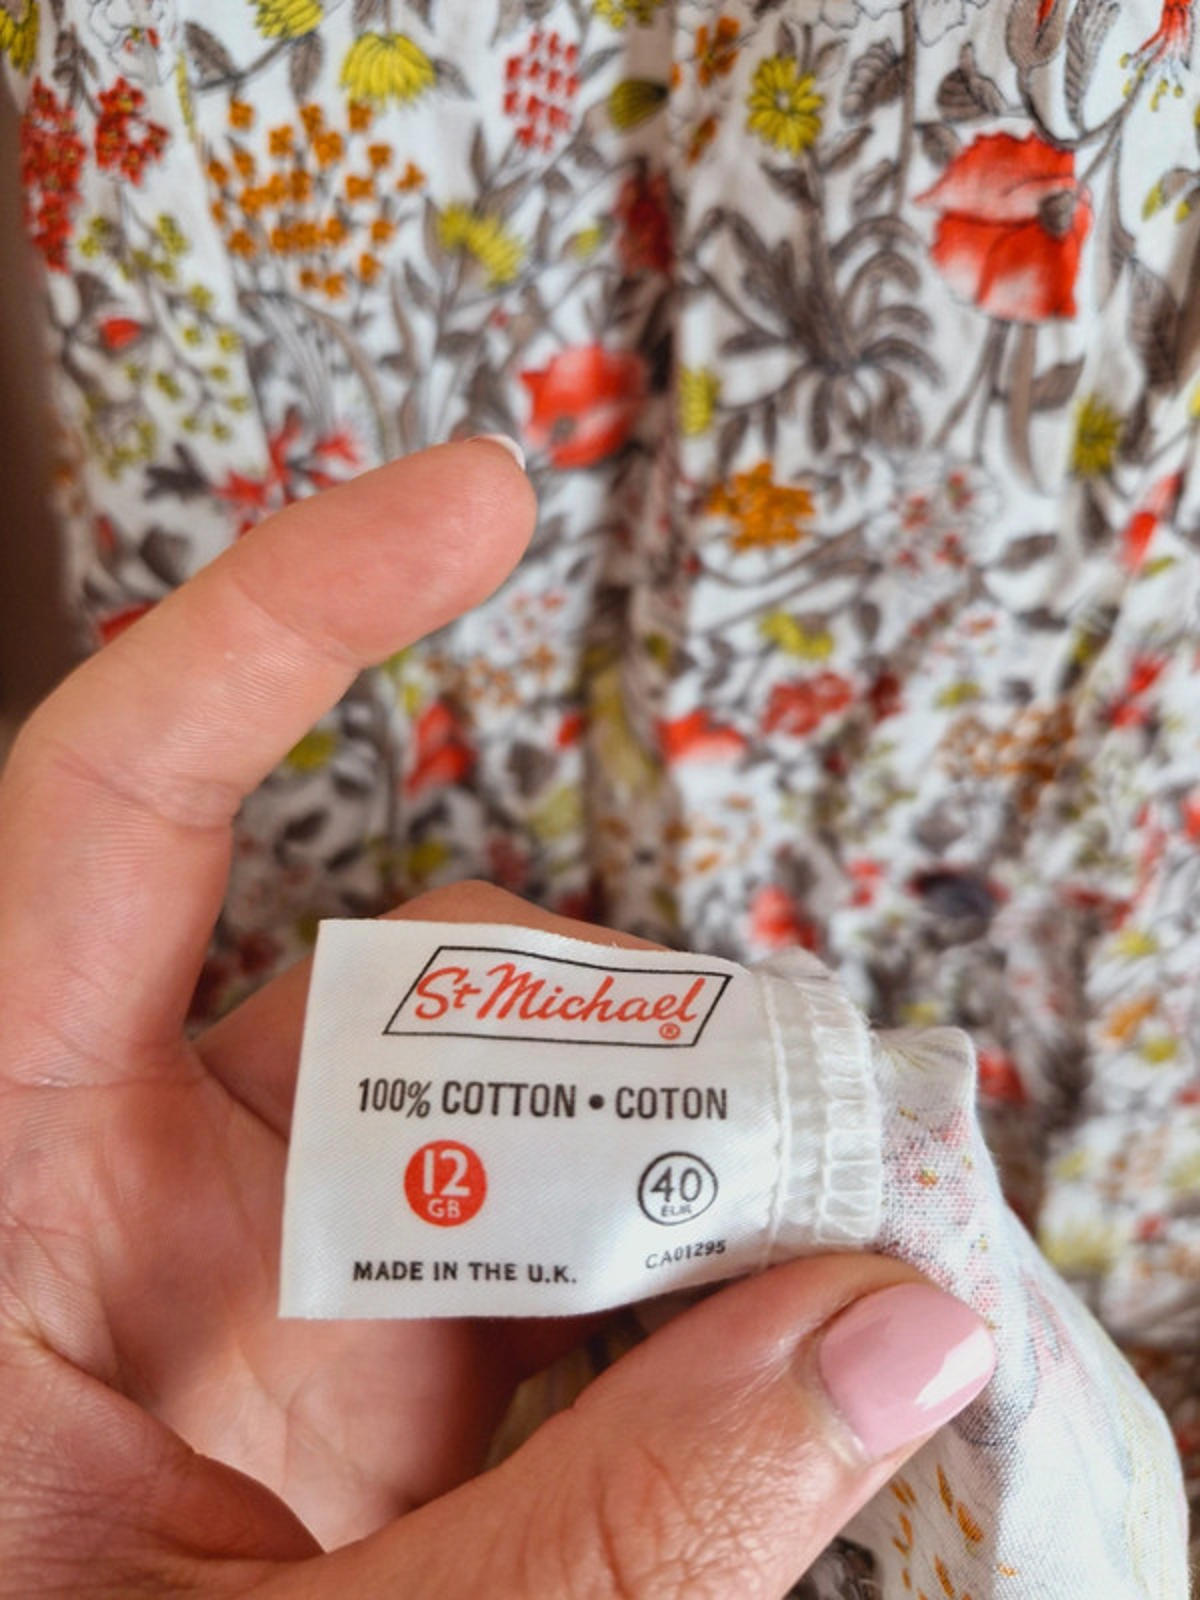 St Michael®
100% COTTON • COTON
12 GB
40 EUR
CA01295
MADE IN THE U.K.